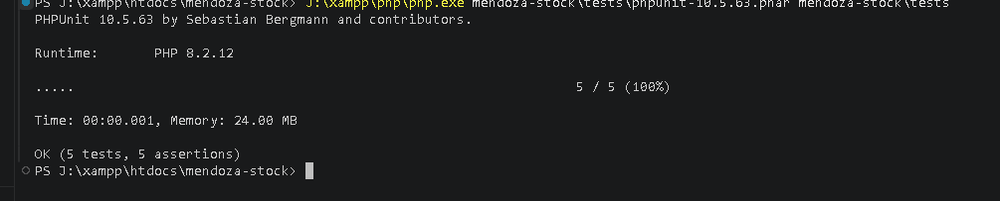 PS J:\xampp\htdocs\mendoza-stock> J:\xampp\php\php.exe mendoza-stock\tests\phpunit-10.5.63.phar mendoza-stock\tests
PHPUnit 10.5.63 by Sebastian Bergmann and contributors.
Runtime:       PHP 8.2.12
.....                                                               5 / 5 (100%)
Time: 00:00.001, Memory: 24.00 MB
OK (5 tests, 5 assertions)
PS J:\xampp\htdocs\mendoza-stock>